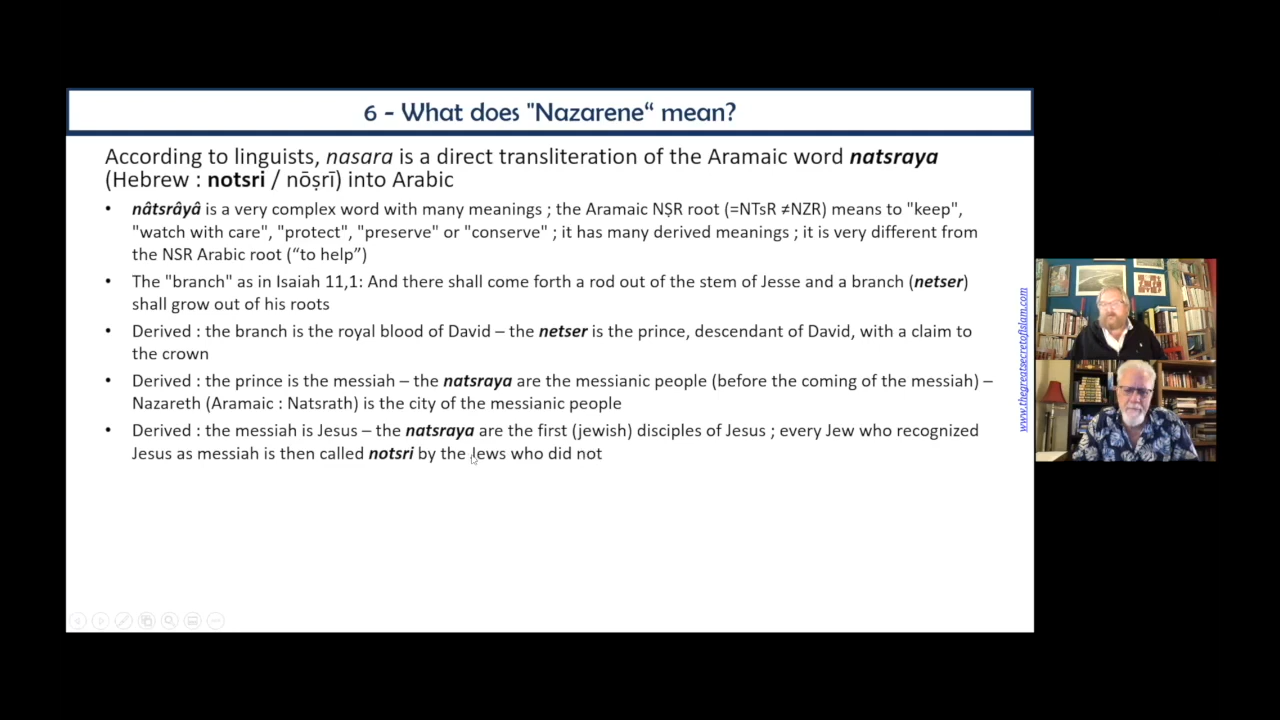 6 - What does "Nazarene“ mean?
According to linguists, nasara is a direct transliteration of the Aramaic word natsraya
(Hebrew : notsri / nōṣrī) into Arabic
• nâtsrâyâ is a very complex word with many meanings ; the Aramaic NṢR root (=NTsR ≠NZR) means to "keep",
"watch with care", "protect", "preserve" or "conserve" ; it has many derived meanings ; it is very different from
the NSR Arabic root (“to help”)
• The "branch" as in Isaiah 11,1: And there shall come forth a rod out of the stem of Jesse and a branch (netser)
shall grow out of his roots
• Derived : the branch is the royal blood of David – the netser is the prince, descendant of David, with a claim to
the crown
• Derived : the prince is the messiah – the natsraya are the messianic people (before the coming of the messiah) –
Nazareth (Aramaic : Natsrath) is the city of the messianic people
• Derived : the messiah is Jesus – the natsraya are the first (jewish) disciples of Jesus ; every Jew who recognized
Jesus as messiah is then called notsri by the Jews who did not
www.thegreatsecretofislam.com